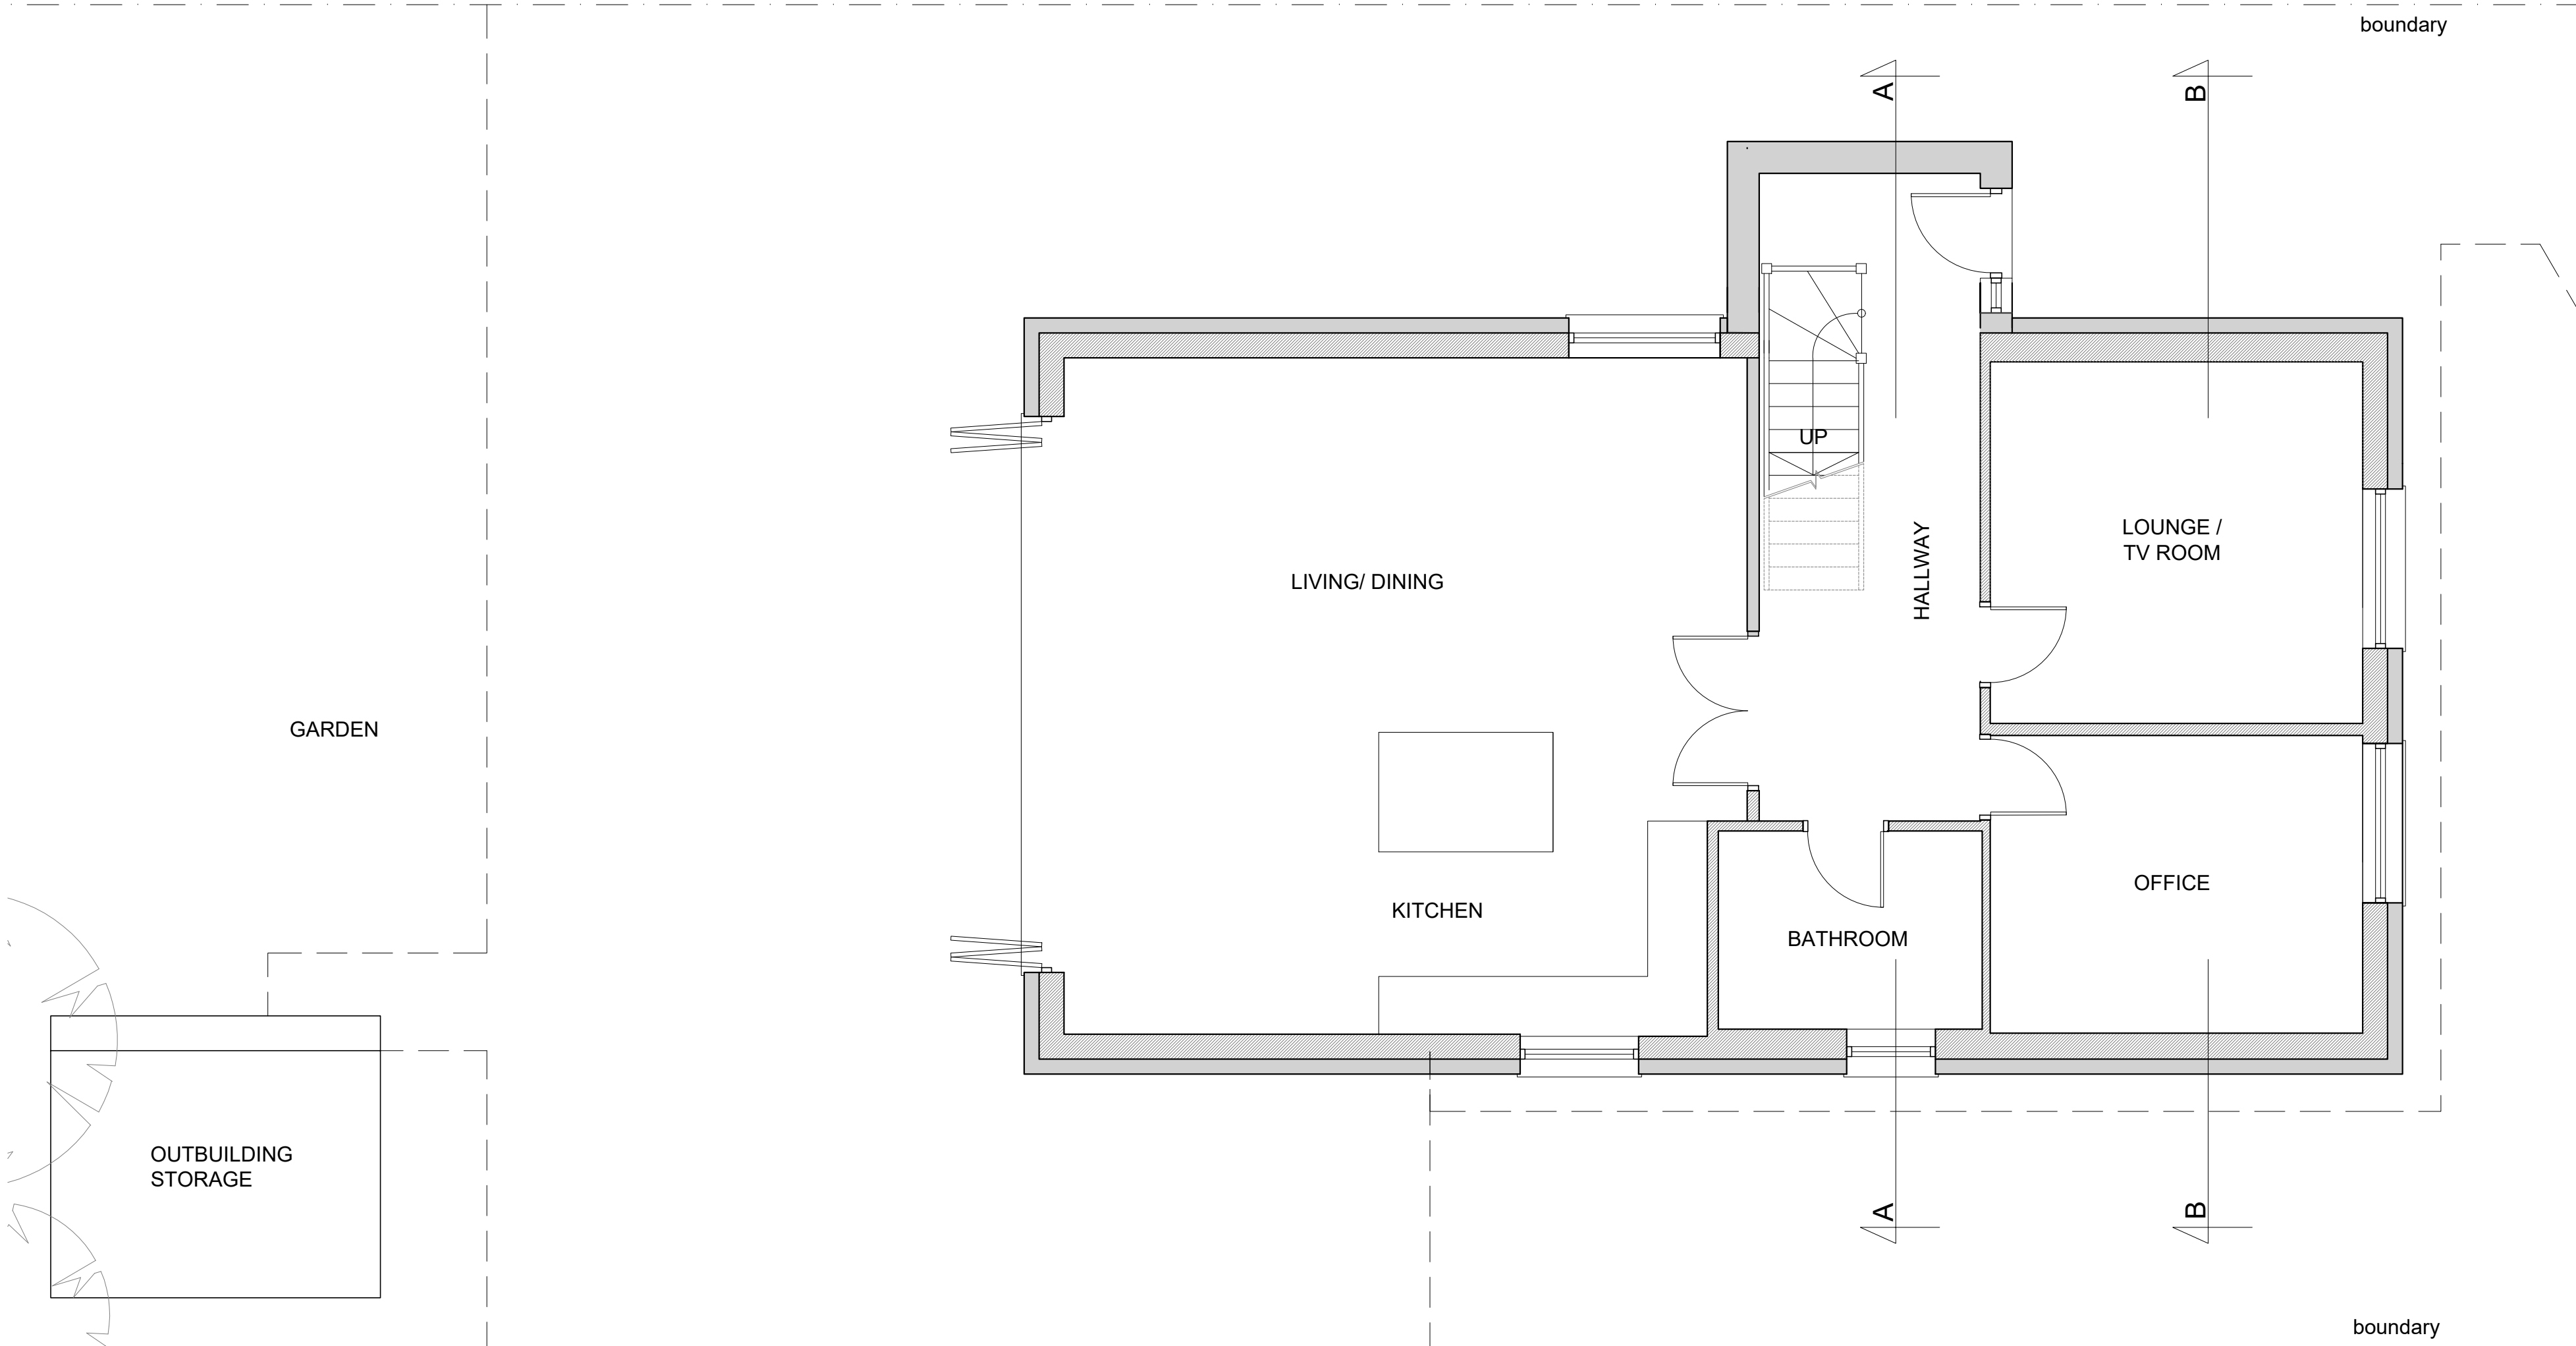 boundary
A
B
UP
HALLWAY
LOUNGE /
TV ROOM
LIVING/ DINING
GARDEN
KITCHEN
BATHROOM
OFFICE
OUTBUILDING
STORAGE
A
B
boundary